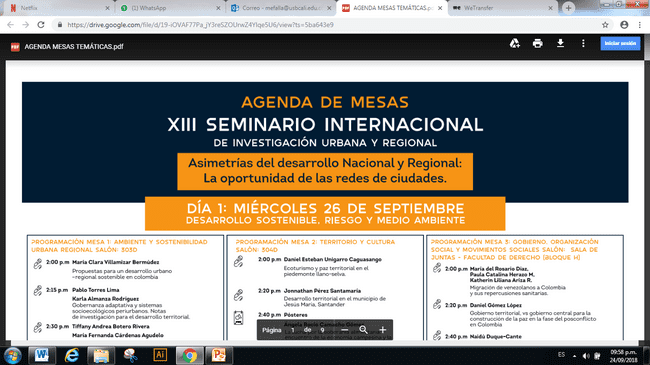 Netflix
WhatsApp
Correo - mefalla@usbcali.edu.c
AGENDA MESAS TEMÁTICAS.p
WeTransfer
https://drive.google.com/file/d/19-iOVAF77Pa_jY3reSZOUrwZ4Ylqe5U6/view?ts=5ba643e9
AGENDA MESAS TEMÁTICAS.pdf
Iniciar sesión
AGENDA DE MESAS
XIII SEMINARIO INTERNACIONAL
DE INVESTIGACIÓN URBANA Y REGIONAL
Asimetrías del desarrollo Nacional y Regional:
La oportunidad de las redes de ciudades.
DÍA 1: MIÉRCOLES 26 DE SEPTIEMBRE
DESARROLLO SOSTENIBLE, RIESGO Y MEDIO AMBIENTE
PROGRAMACIÓN MESA 1: AMBIENTE Y SOSTENIBILIDAD
URBANA REGIONAL SALÓN: 303D
2:00 p.m María Clara Villamizar Bermúdez
Propuestas para un desarrollo urbano
-regional sostenible en colombia
2:15 p.m Pablo Torres Lima
Karla Almanza Rodríguez
Gobernanza adaptativa y sistemas
socioecológicos periurbanos. Notas
de investigación para el desarrollo territorial.
2:30 p.m Tiffany Andrea Botero Rivera
María Fernanda Cárdenas Agudelo
PROGRAMACIÓN MESA 2: TERRITORIO Y CULTURA
SALÓN: 304D
2:00 p.m Daniel Esteban Unigarro Caguasango
Ecoturismo y paz territorial en el
piedemonte llano-selva.
2:20 p.m Jonnathan Pérez Santamaría
Desarrollo territorial en el municipio de
Jesús María, Santander
2:40 p.m Pósteres
PROGRAMACIÓN MESA 3: GOBIERNO, ORGANIZACIÓN
SOCIAL Y MOVIMIENTOS SOCIALES SALÓN: SALA DE
JUNTAS - FACULTAD DE DERECHO (BLOQUE H)
2:00 p.m María del Rosario Díaz,
Paula Catalina Herazo M,
Katherin Liliana Ariza R.
Migración de venezolanos a Colombia
y sus repercusiones sanitarias.
2:20 p.m Daniel Gómez López
Gobierno territorial, vs gobierno central para la
construcción de la paz en la fase del posconflicto
en Colombia
2:40 p.m Naidú Duque-Cante
Página 1 de 6
ES
09:58 p.m.
24/09/2018